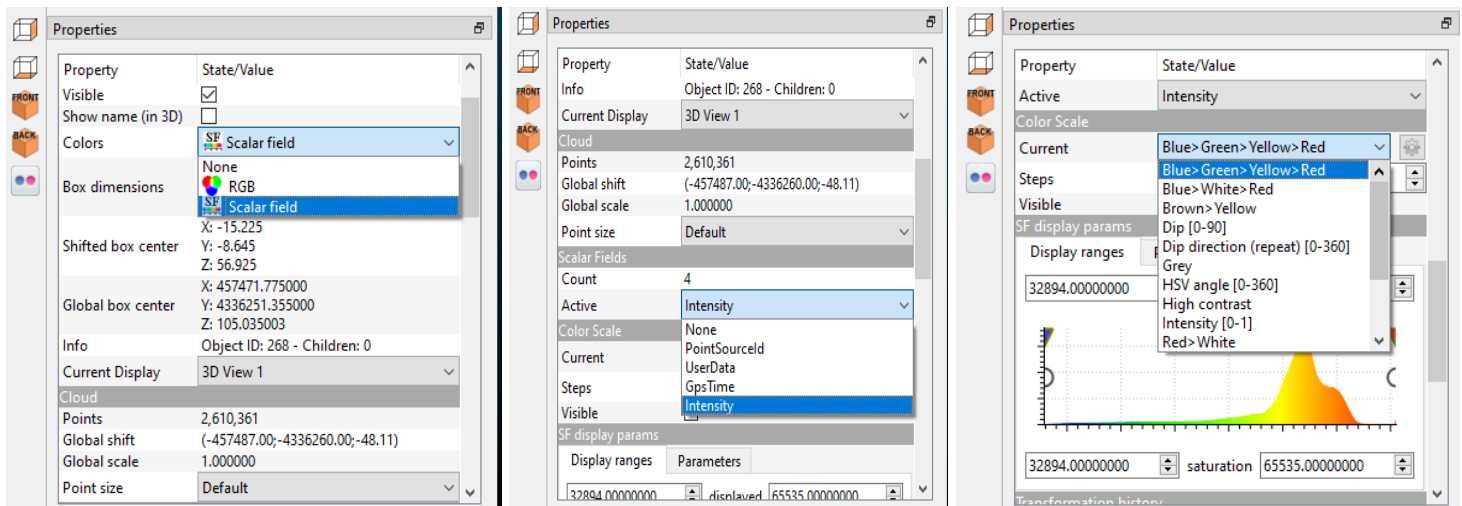 Properties
Property State/Value
Visible
Show name (in 3D)
Colors SF Scalar field
None
RGB
SF Scalar field
Box dimensions
Shifted box center X: -15.225
Y: -8.645
Z: 56.925
Global box center X: 457471.775000
Y: 4336251.355000
Z: 105.035003
Info Object ID: 268 - Children: 0
Current Display 3D View 1
Cloud
Points 2,610,361
Global shift (-457487.00;-4336260.00;-48.11)
Global scale 1.000000
Point size Default
FRONT
BACK
Properties
Property State/Value
Info Object ID: 268 - Children: 0
Current Display 3D View 1
Cloud
Points 2,610,361
Global shift (-457487.00;-4336260.00;-48.11)
Global scale 1.000000
Point size Default
Scalar Fields
Count 4
Active Intensity
None
PointSourceId
UserData
GpsTime
Intensity
Color Scale
Current
Steps
Visible
SF display params
Display ranges Parameters
32894.00000000 displayed 65535.00000000
FRONT
BACK
Properties
Property State/Value
Active Intensity
Color Scale
Current Blue>Green>Yellow>Red
Blue>Green>Yellow>Red
Blue>White>Red
Brown>Yellow
Dip [0-90]
Dip direction (repeat) [0-360]
Grey
HSV angle [0-360]
High contrast
Intensity [0-1]
Red>White
Steps
Visible
SF display params
Display ranges
32894.00000000
32894.00000000 saturation 65535.00000000
Transformation history
FRONT
BACK